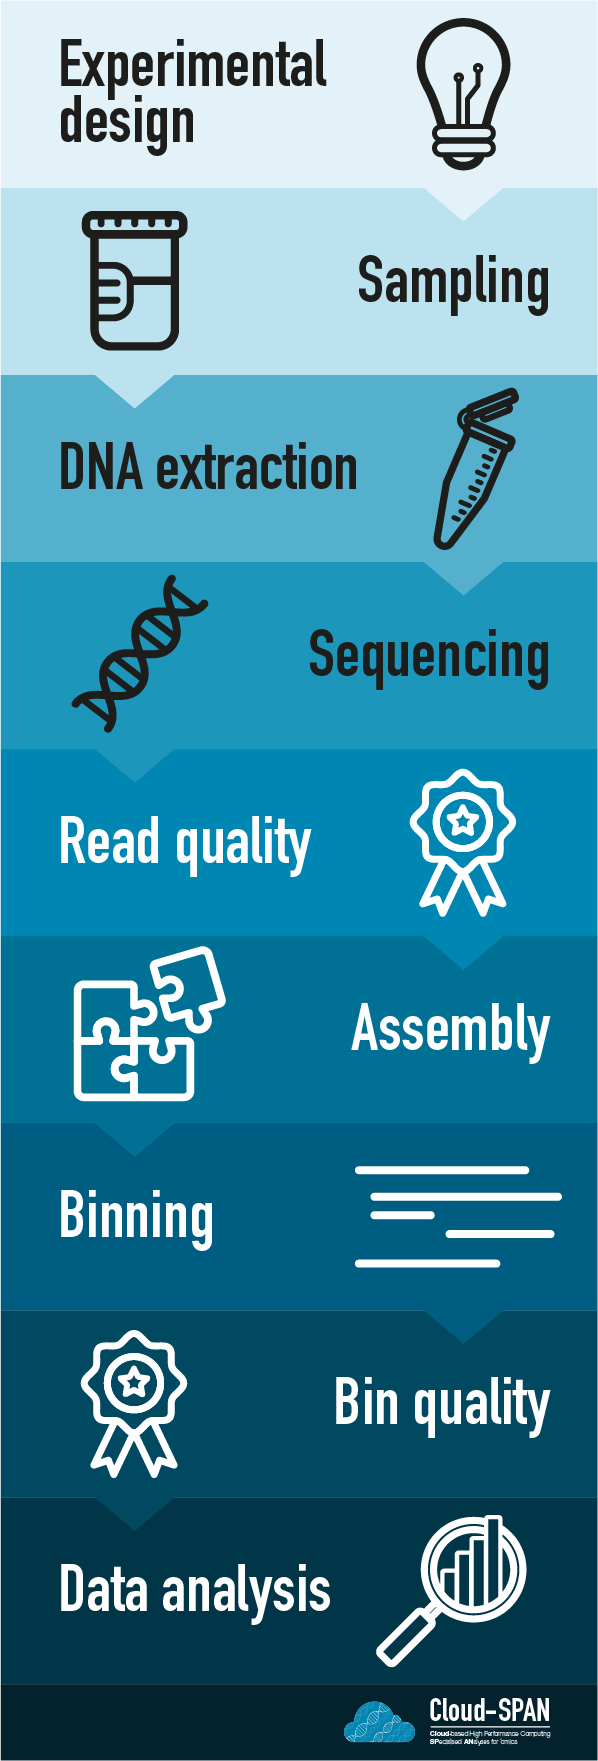 Experimental
design
Sampling
DNA extraction
Sequencing
Read quality
Assembly
Binning
Bin quality
Data analysis
Cloud-SPAN
Cloud-based High Performance Computing
SPecialised ANalyses for 'omics